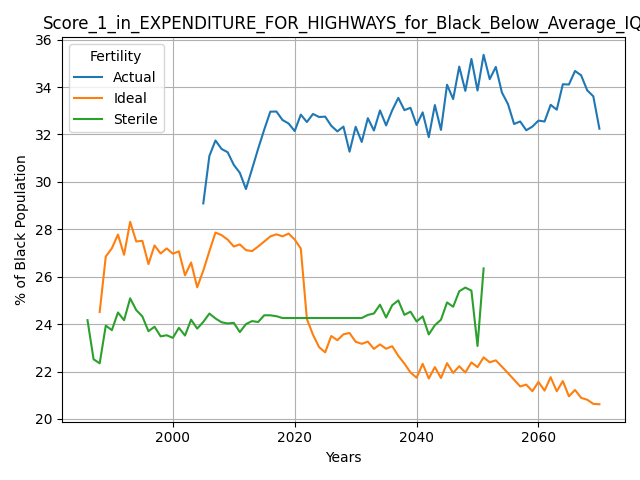 Score_1_in_EXPENDITURE_FOR_HIGHWAYS_for_Black_Below_Average_IQ
Fertility
Actual
Ideal
Sterile
% of Black Population
36
34
32
30
28
26
24
22
20
2000 2020 2040 2060
Years